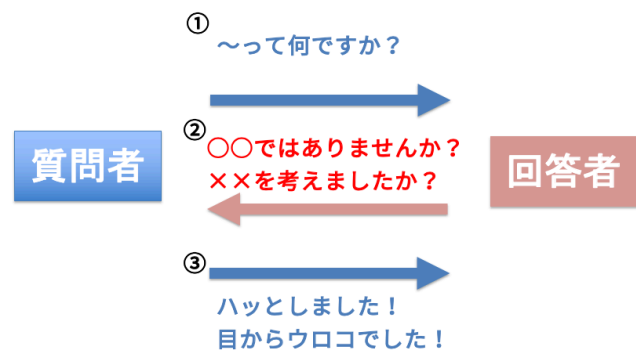 ①
～って何ですか？
②
〇〇ではありませんか？
××を考えましたか？
質問者
回答者
③
ハッとしました！
目からウロコでした！